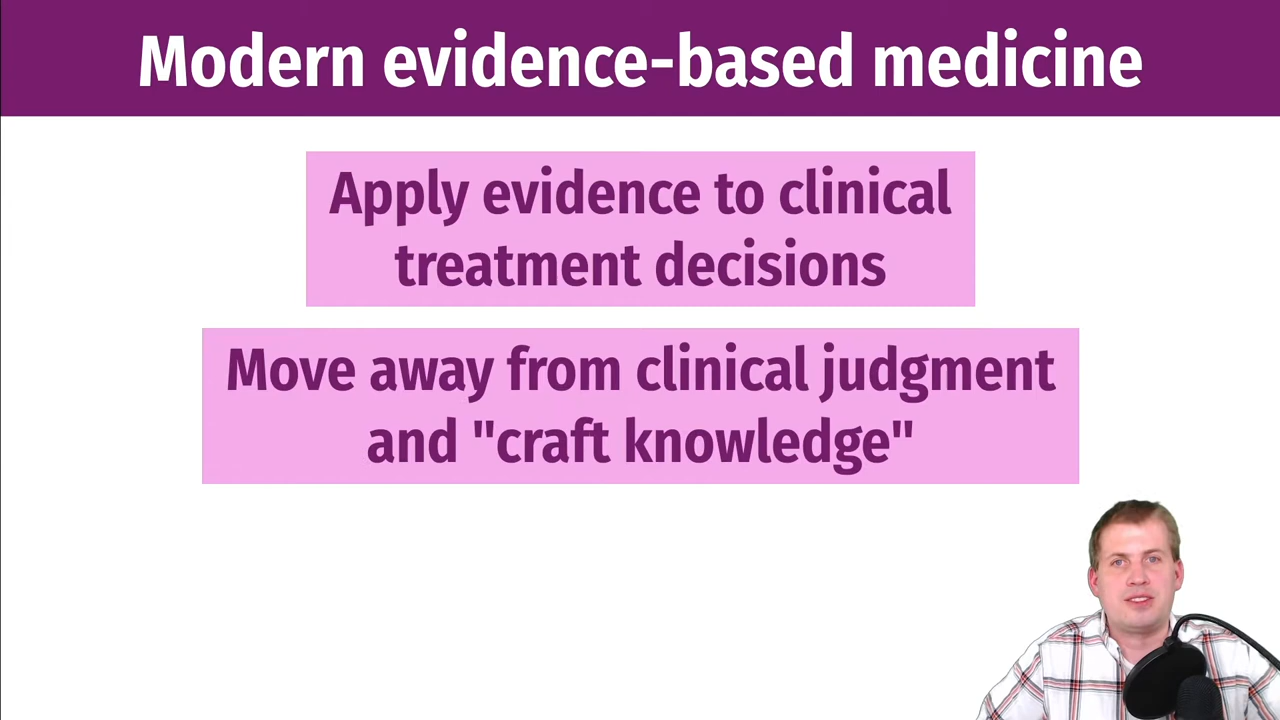 Modern evidence-based medicine
Apply evidence to clinical
treatment decisions
Move away from clinical judgment
and "craft knowledge"